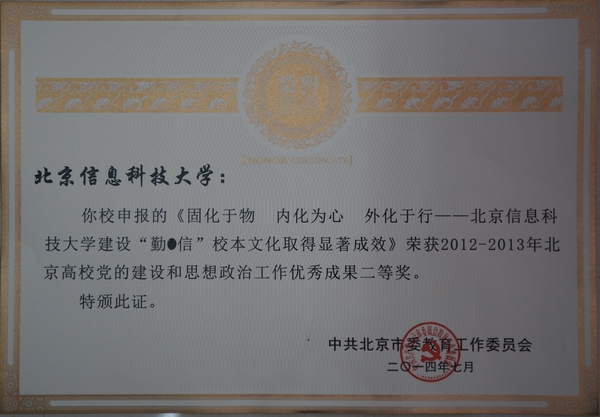 [HONOR CERTIFICATE]
北京信息科技大学：
你校申报的《固化于物 内化为心 外化于行——北京信息科
技大学建设“勤●信”校本文化取得显著成效》荣获2012-2013年北
京高校党的建设和思想政治工作优秀成果二等奖。
特颁此证。
中共北京市委教育工作委员会
二〇一四年七月